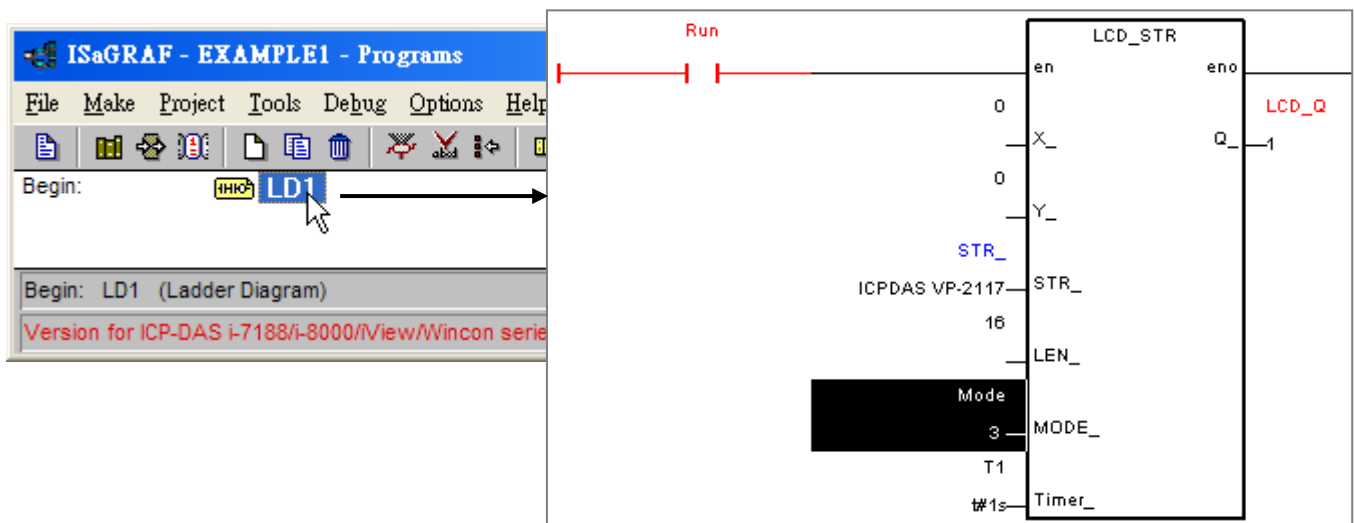 ISaGRAF - EXAMPLE1 - Programs
File Make Project Tools Debug Options Help
Begin: LD1
Begin: LD1 (Ladder Diagram)
Version for ICP-DAS i-7188/i-8000/iView/Wincon serie
Run
LCD_STR
en eno
0 LCD_Q
X_ Q_ 1
0
Y_
STR_
ICPDAS VP-2117 STR_
16
LEN_
Mode
3 MODE_
T1
t#1s Timer_